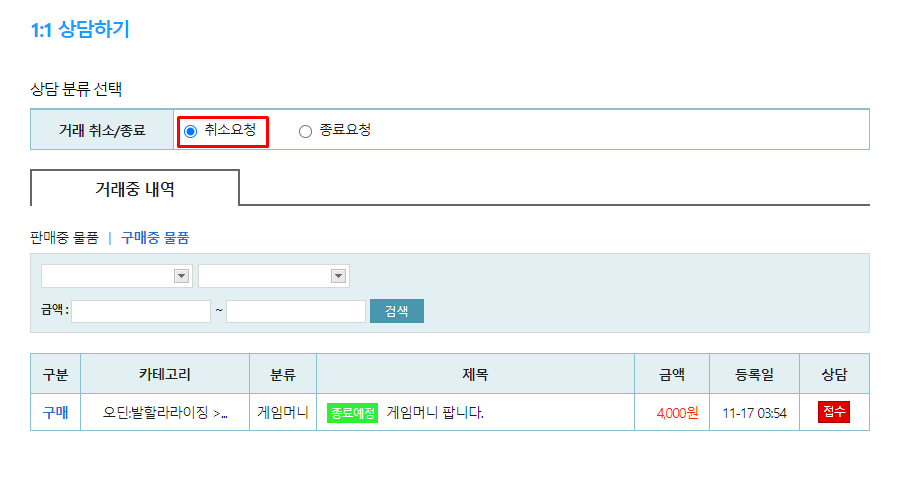 1:1 상담하기
상담 분류 선택
거래 취소/종료 취소요청 종료요청
거래중 내역
판매중 물품 | 구매중 물품
금액 : ~ 검색
구분 카테고리 분류 제목 금액 등록일 상담
구매 오딘:발할라라이징 >... 게임머니 종료예정 게임머니 팝니다. 4,000원 11-17 03:54 접수